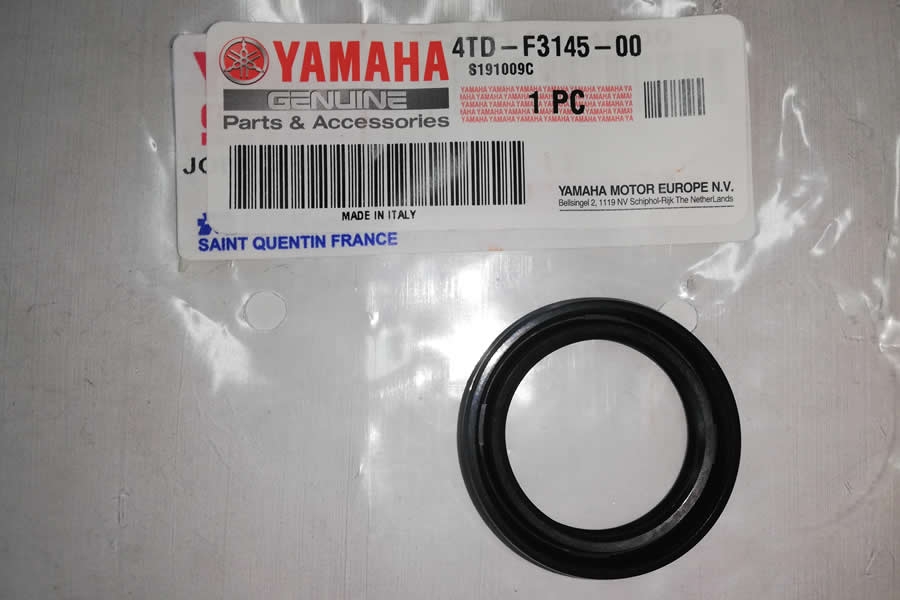 YAMAHA
GENUINE
Parts & Accessories
4TD-F3145-00
S191009C
1 PC
MADE IN ITALY
YAMAHA MOTOR EUROPE N.V.
Bellsingel 2, 1119 NV Schiphol-Rijk The NetherLands
SAINT QUENTIN FRANCE